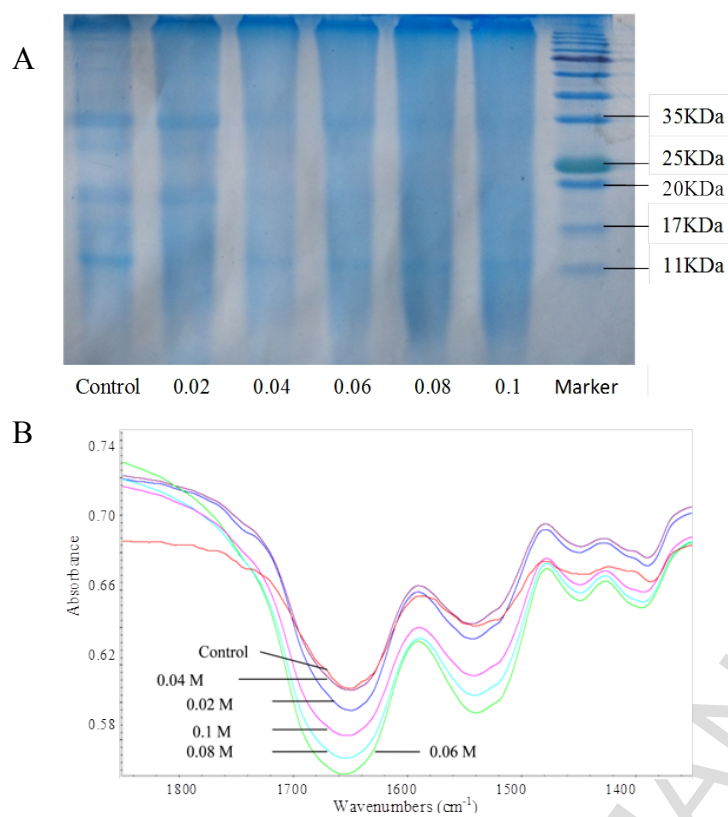 A
35KDa
25KDa
20KDa
17KDa
11KDa
Control 0.02 0.04 0.06 0.08 0.1 Marker
B
0.74
0.70
0.66
0.62
0.58
Absorbance
Control
0.04 M
0.02 M
0.1 M
0.08 M
0.06 M
1800 1700 1600 1500 1400
Wavenumbers (cm-1)